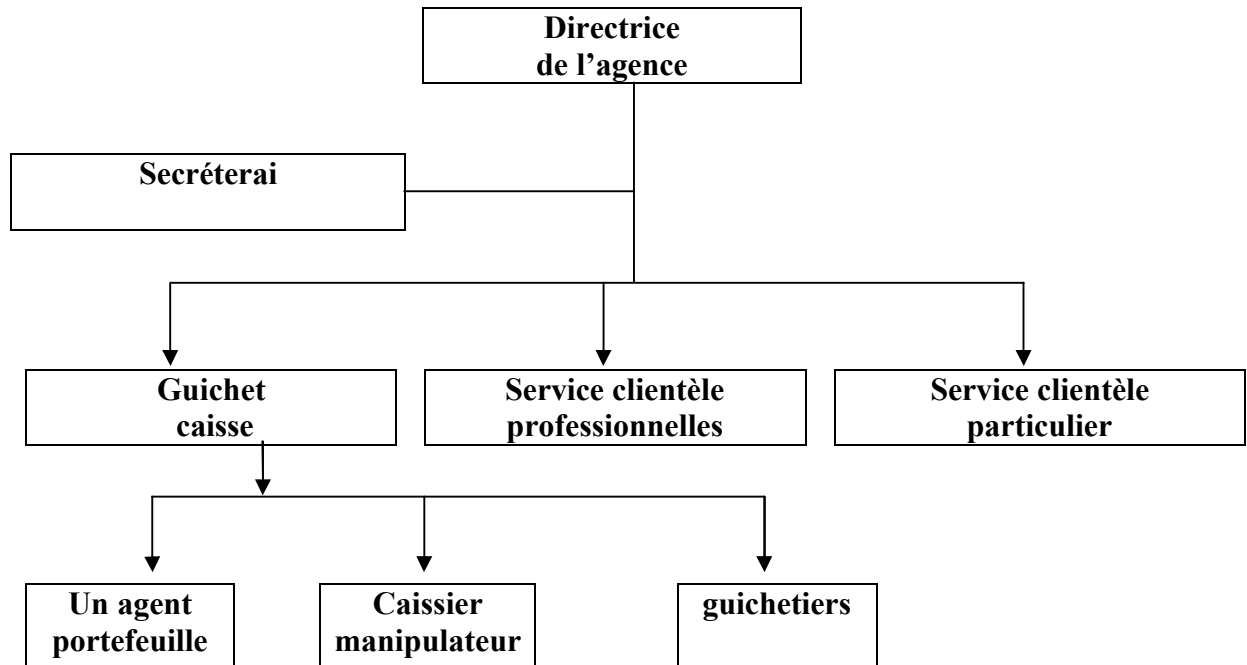 Directrice
de l'agence
Secréterai
Guichet
caisse
Service clientèle
professionnelles
Service clientèle
particulier
Un agent
portefeuille
Caissier
manipulateur
guichetiers